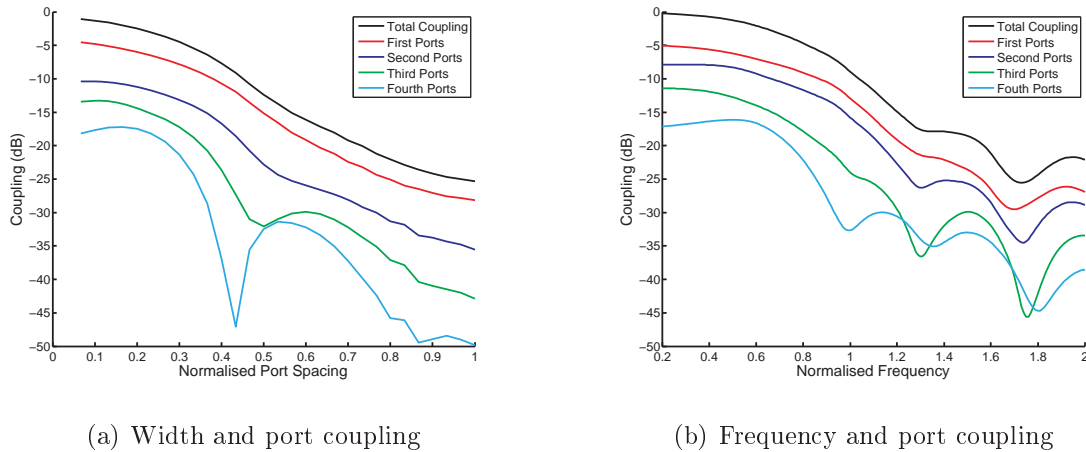 0
−5
−10
−15
−20
−25
−30
−35
−40
−45
−50
Coupling (dB)
0 0.1 0.2 0.3 0.4 0.5 0.6 0.7 0.8 0.9 1
Normalised Port Spacing
Total Coupling
First Ports
Second Ports
Third Ports
Fourth Ports
(a) Width and port coupling
0
−5
−10
−15
−20
−25
−30
−35
−40
−45
−50
Coupling (dB)
0.2 0.4 0.6 0.8 1 1.2 1.4 1.6 1.8 2
Normalised Frequency
Total Coupling
First Ports
Second Ports
Third Ports
Fouth Ports
(b) Frequency and port coupling